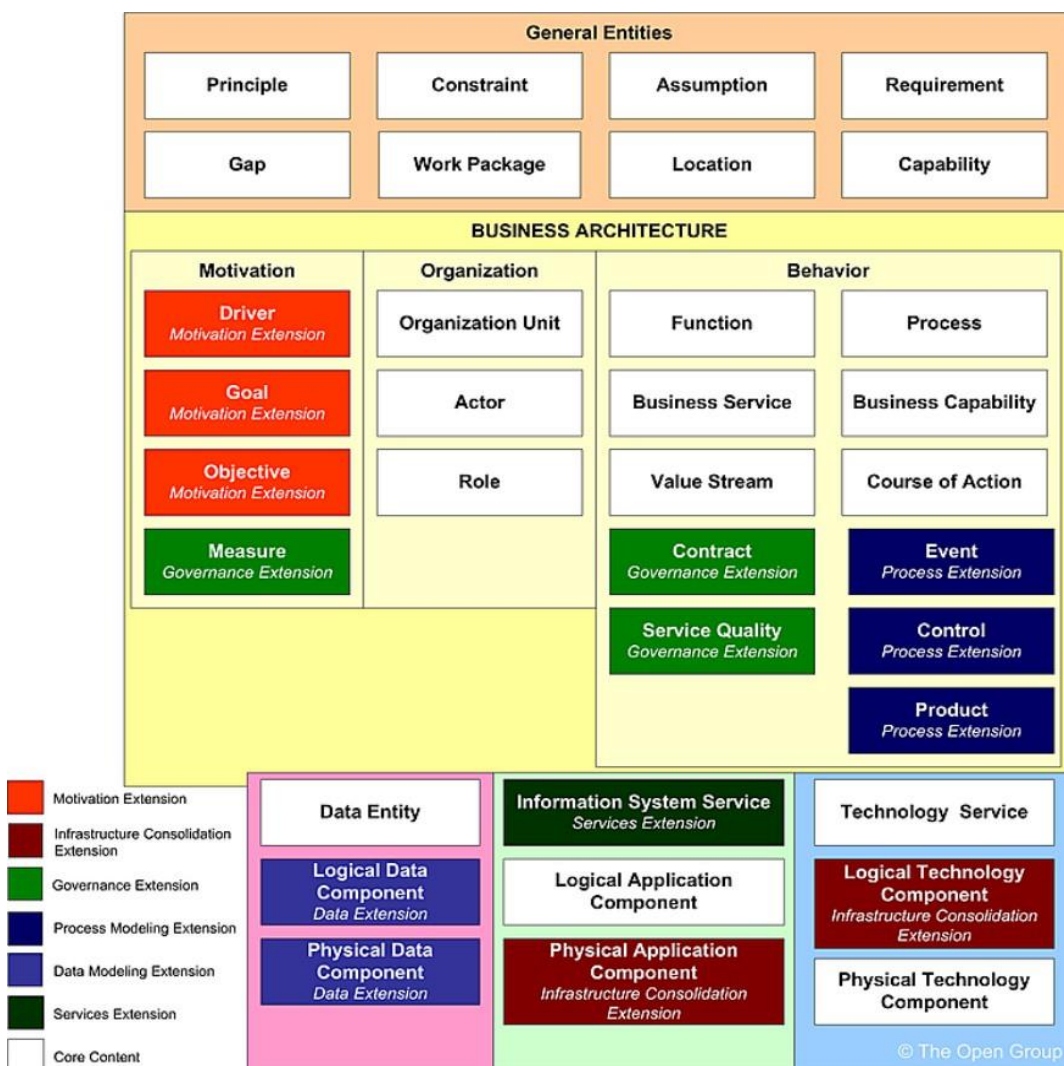 General Entities
Principle
Constraint
Assumption
Requirement
Gap
Work Package
Location
Capability
BUSINESS ARCHITECTURE
Motivation
Driver
Motivation Extension
Goal
Motivation Extension
Objective
Motivation Extension
Measure
Governance Extension
Organization
Organization Unit
Actor
Role
Behavior
Function
Process
Business Service
Business Capability
Value Stream
Course of Action
Contract
Governance Extension
Event
Process Extension
Service Quality
Governance Extension
Control
Process Extension
Product
Process Extension
Motivation Extension
Infrastructure Consolidation
Extension
Governance Extension
Process Modeling Extension
Data Modeling Extension
Services Extension
Core Content
Data Entity
Logical Data
Component
Data Extension
Physical Data
Component
Data Extension
Information System Service
Services Extension
Logical Application
Component
Physical Application
Component
Infrastructure Consolidation
Extension
Technology Service
Logical Technology
Component
Infrastructure Consolidation
Extension
Physical Technology
Component
© The Open Group